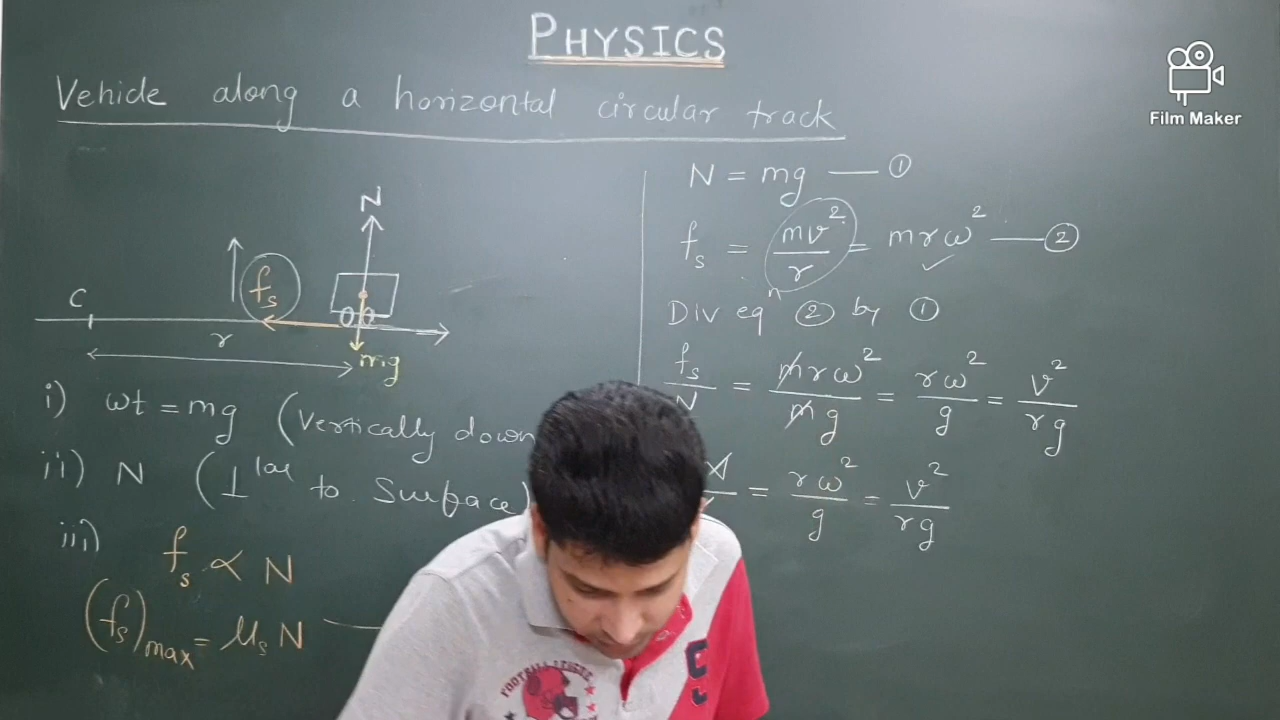 PHYSICS
Film Maker
Vehicle along a horizontal circular track
N
fs
C
r
mg
i) wt = mg (Vertically down
ii) N (⊥lar to Surface)
iii)
fs ∝ N
(fs)max = μs N —
N = mg — ①
fs = mv²/r = mrω² — ②
Div eqn ② by ①
fs/N = mrω²/mg = rω²/g = v²/rg
N = rω²/g = v²/rg
FOOTBALL